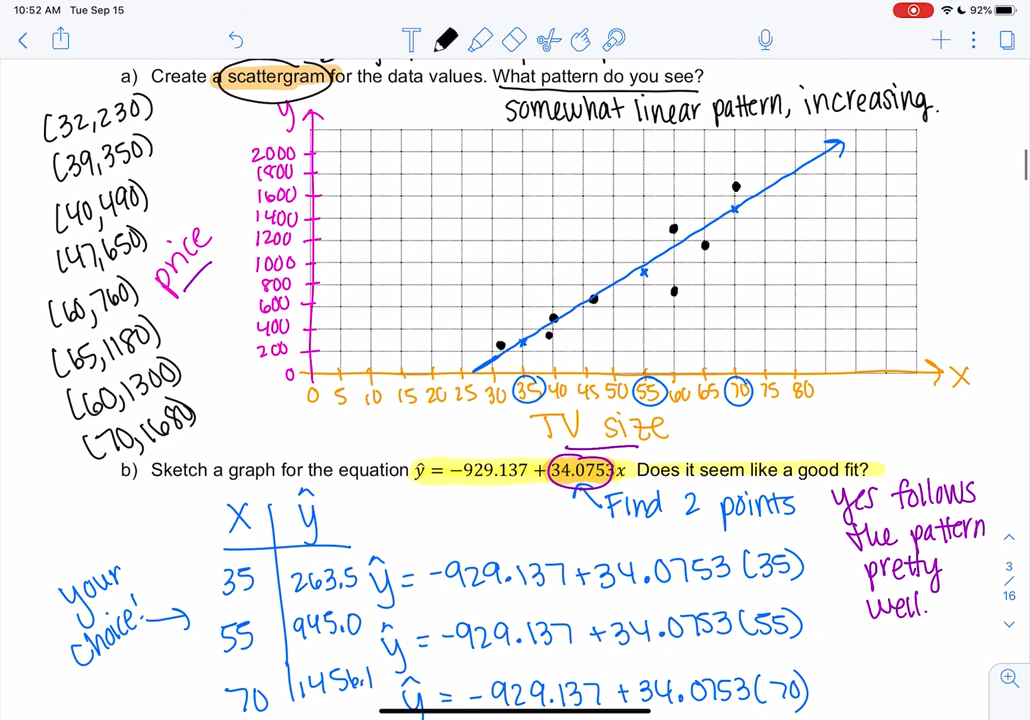 10:52 AM Tue Sep 15
92%
a) Create a scattergram for the data values. What pattern do you see?
somewhat linear pattern, increasing.
(32,230)
(39,350)
(40,490)
(47,650)
(60,760)
(65,1180)
(60,1300)
(70,1680)
price
y
2000
1800
1600
1400
1200
1000
800
600
400
200
0
0 5 10 15 20 25 30 35 40 45 50 55 60 65 70 75 80
X
TV size
b) Sketch a graph for the equation ŷ = −929.137 + 34.0753x Does it seem like a good fit?
Find 2 points
yes follows
the pattern
pretty
well.
your
choice!
X ŷ
35 263.5 ŷ = -929.137 + 34.0753 (35)
55 945.0 ŷ = -929.137 + 34.0753 (55)
70 1456.1 ŷ = -929.137 + 34.0753 (70)
3
/
16